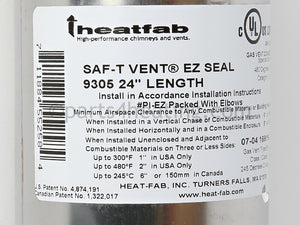 heatfab
High-performance chimneys and vents.
SAF-T VENT® EZ SEAL
9305 24" LENGTH
Install in Accordance Installation Instructions
#PI-EZ Packed With Elbows
Minimum Airspace Clearance to Any Combustible Material
When Installed in a Vertical Chase of Combustible Material
When Installed Horizontally and in a Combustible Enclosure
When Installed Unenclosed and Adjacent to
Combustible Materials on Three or Less Sides:
Up to 300°F 1" in USA Only
Up to 480°F 2" in USA Only
Up to 245°C 6" or 150mm in Canada
U.S. Patent No. 4,874,191
Canadian Patent No. 1,322,017
HEAT-FAB, INC. TURNERS FALLS,
www.heat-fab.com
C UL
GAS VENT
07-04